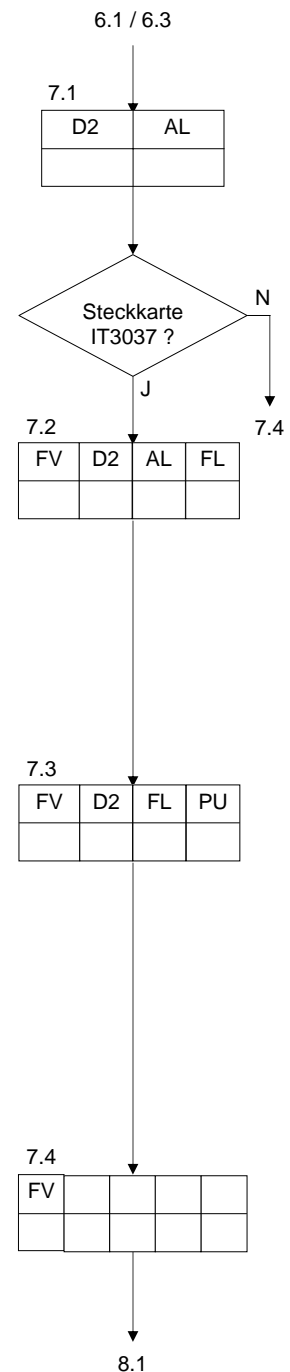 6.1 / 6.3
7.1
D2 AL
Steckkarte
IT3037 ?
N
J
7.4
7.2
FV D2 AL FL
7.3
FV D2 FL PU
7.4
FV
8.1